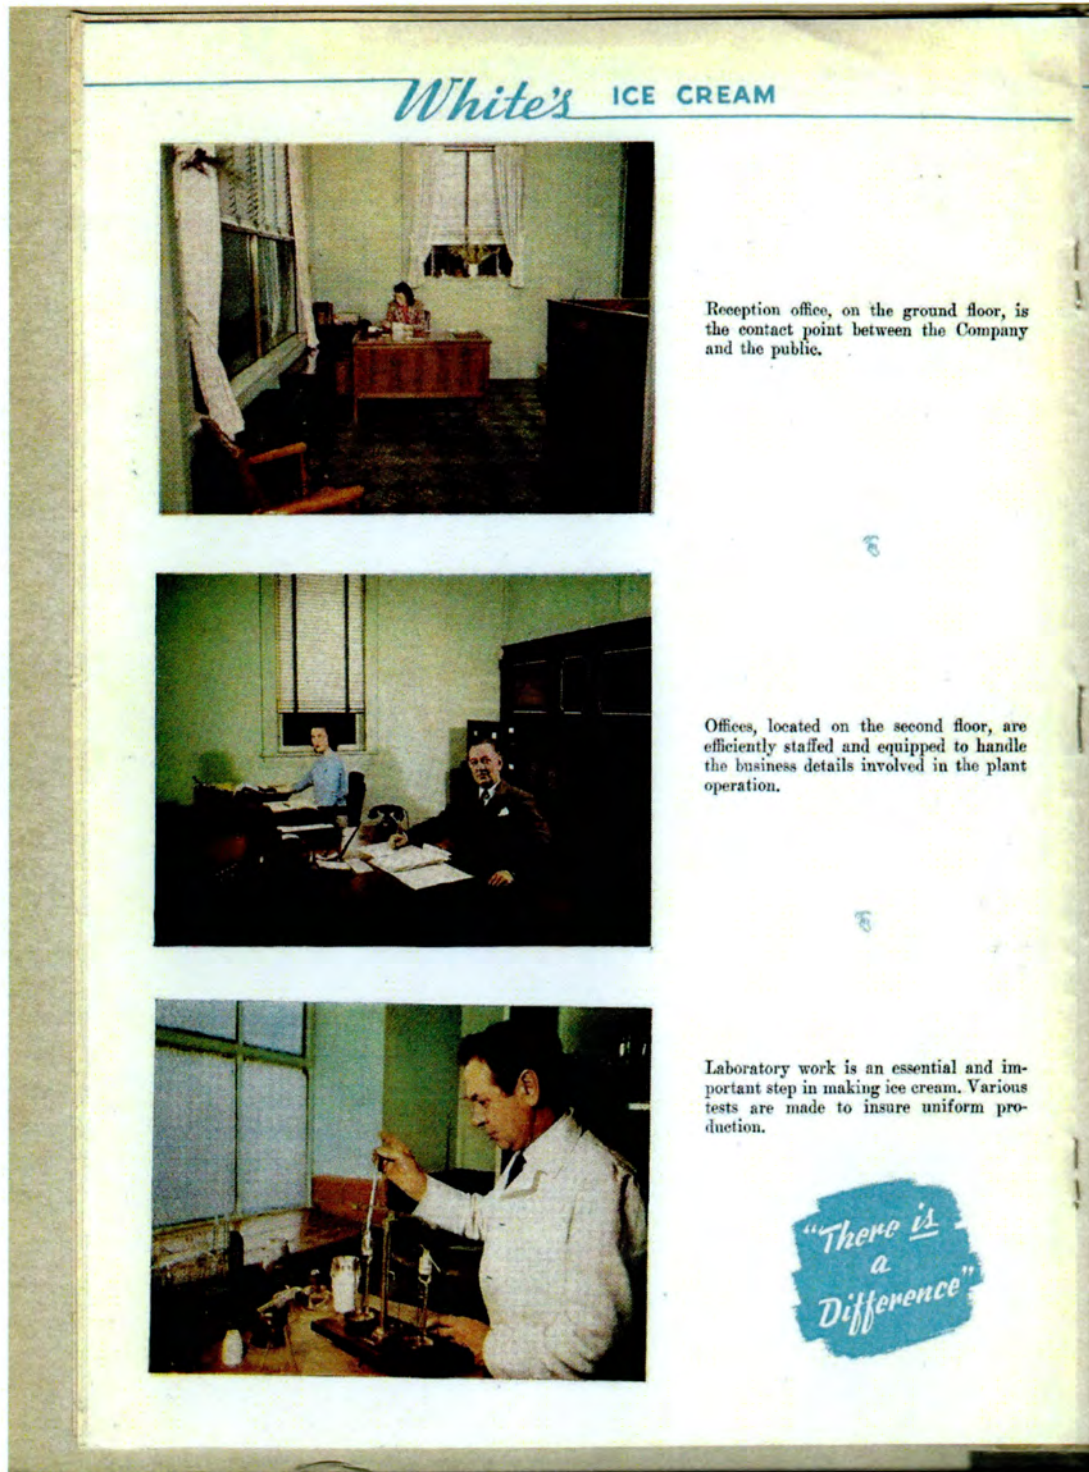 White's ICE CREAM
Reception office, on the ground floor, is
the contact point between the Company
and the public.
Offices, located on the second floor, are
efficiently staffed and equipped to handle
the business details involved in the plant
operation.
Laboratory work is an essential and im-
portant step in making ice cream. Various
tests are made to insure uniform pro-
duction.
"There is
a
Difference"